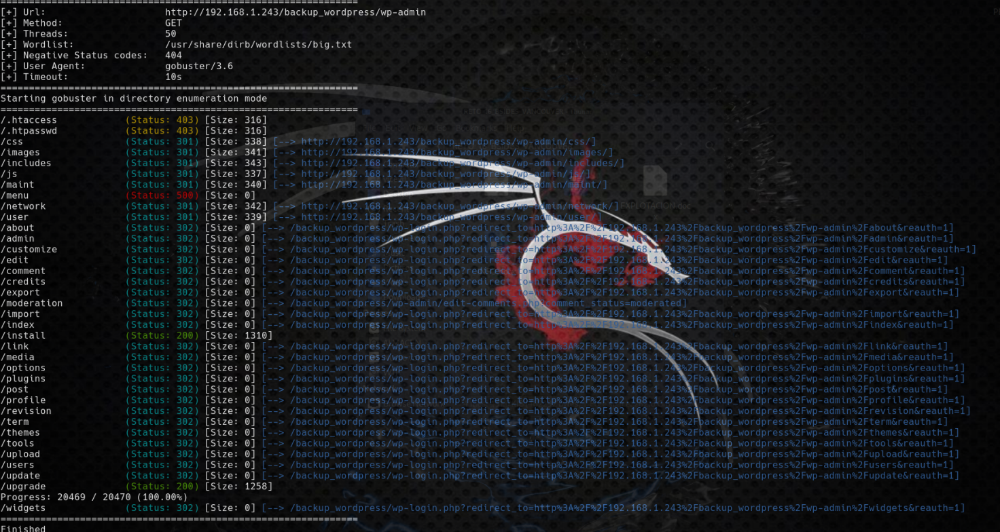 ===============================================================
[+] Url:                     http://192.168.1.243/backup_wordpress/wp-admin
[+] Method:                  GET
[+] Threads:                 50
[+] Wordlist:                /usr/share/dirb/wordlists/big.txt
[+] Negative Status codes:   404
[+] User Agent:              gobuster/3.6
[+] Timeout:                 10s
===============================================================
Starting gobuster in directory enumeration mode
===============================================================
/.htaccess            (Status: 403) [Size: 316]
/.htpasswd            (Status: 403) [Size: 316]
/css                  (Status: 301) [Size: 338] [--> http://192.168.1.243/backup_wordpress/wp-admin/css/]
/images               (Status: 301) [Size: 341] [--> http://192.168.1.243/backup_wordpress/wp-admin/images/]
/includes             (Status: 301) [Size: 343] [--> http://192.168.1.243/backup_wordpress/wp-admin/includes/]
/js                   (Status: 301) [Size: 337] [--> http://192.168.1.243/backup_wordpress/wp-admin/js/]
/maint                (Status: 301) [Size: 340] [--> http://192.168.1.243/backup_wordpress/wp-admin/maint/]
/menu                 (Status: 500) [Size: 0]
/network              (Status: 301) [Size: 342] [--> http://192.168.1.243/backup_wordpress/wp-admin/network/]
EXPLOTACION.doc
/user                 (Status: 301) [Size: 339] [--> http://192.168.1.243/backup_wordpress/wp-admin/user/]
/about                (Status: 302) [Size: 0] [--> /backup_wordpress/wp-login.php?redirect_to=http%3A%2F%2F192.168.1.243%2Fbackup_wordpress%2Fwp-admin%2Fabout&reauth=1]
/admin                (Status: 302) [Size: 0] [--> /backup_wordpress/wp-login.php?redirect_to=http%3A%2F%2F192.168.1.243%2Fbackup_wordpress%2Fwp-admin%2Fadmin&reauth=1]
/customize            (Status: 302) [Size: 0] [--> /backup_wordpress/wp-login.php?redirect_to=http%3A%2F%2F192.168.1.243%2Fbackup_wordpress%2Fwp-admin%2Fcustomize&reauth=1]
/edit                 (Status: 302) [Size: 0] [--> /backup_wordpress/wp-login.php?redirect_to=http%3A%2F%2F192.168.1.243%2Fbackup_wordpress%2Fwp-admin%2Fedit&reauth=1]
/comment              (Status: 302) [Size: 0] [--> /backup_wordpress/wp-login.php?redirect_to=http%3A%2F%2F192.168.1.243%2Fbackup_wordpress%2Fwp-admin%2Fcomment&reauth=1]
/credits              (Status: 302) [Size: 0] [--> /backup_wordpress/wp-login.php?redirect_to=http%3A%2F%2F192.168.1.243%2Fbackup_wordpress%2Fwp-admin%2Fcredits&reauth=1]
/export               (Status: 302) [Size: 0] [--> /backup_wordpress/wp-login.php?redirect_to=http%3A%2F%2F192.168.1.243%2Fbackup_wordpress%2Fwp-admin%2Fexport&reauth=1]
/moderation           (Status: 302) [Size: 0] [--> /backup_wordpress/wp-admin/edit-comments.php?comment_status=moderated]
/import               (Status: 302) [Size: 0] [--> /backup_wordpress/wp-login.php?redirect_to=http%3A%2F%2F192.168.1.243%2Fbackup_wordpress%2Fwp-admin%2Fimport&reauth=1]
/index                (Status: 302) [Size: 0] [--> /backup_wordpress/wp-login.php?redirect_to=http%3A%2F%2F192.168.1.243%2Fbackup_wordpress%2Fwp-admin%2Findex&reauth=1]
/install              (Status: 200) [Size: 1310]
/link                 (Status: 302) [Size: 0] [--> /backup_wordpress/wp-login.php?redirect_to=http%3A%2F%2F192.168.1.243%2Fbackup_wordpress%2Fwp-admin%2Flink&reauth=1]
/media                (Status: 302) [Size: 0] [--> /backup_wordpress/wp-login.php?redirect_to=http%3A%2F%2F192.168.1.243%2Fbackup_wordpress%2Fwp-admin%2Fmedia&reauth=1]
/options              (Status: 302) [Size: 0] [--> /backup_wordpress/wp-login.php?redirect_to=http%3A%2F%2F192.168.1.243%2Fbackup_wordpress%2Fwp-admin%2Foptions&reauth=1]
/plugins              (Status: 302) [Size: 0] [--> /backup_wordpress/wp-login.php?redirect_to=http%3A%2F%2F192.168.1.243%2Fbackup_wordpress%2Fwp-admin%2Fplugins&reauth=1]
/post                 (Status: 302) [Size: 0] [--> /backup_wordpress/wp-login.php?redirect_to=http%3A%2F%2F192.168.1.243%2Fbackup_wordpress%2Fwp-admin%2Fpost&reauth=1]
/profile              (Status: 302) [Size: 0] [--> /backup_wordpress/wp-login.php?redirect_to=http%3A%2F%2F192.168.1.243%2Fbackup_wordpress%2Fwp-admin%2Fprofile&reauth=1]
/revision             (Status: 302) [Size: 0] [--> /backup_wordpress/wp-login.php?redirect_to=http%3A%2F%2F192.168.1.243%2Fbackup_wordpress%2Fwp-admin%2Frevision&reauth=1]
/term                 (Status: 302) [Size: 0] [--> /backup_wordpress/wp-login.php?redirect_to=http%3A%2F%2F192.168.1.243%2Fbackup_wordpress%2Fwp-admin%2Fterm&reauth=1]
/themes               (Status: 302) [Size: 0] [--> /backup_wordpress/wp-login.php?redirect_to=http%3A%2F%2F192.168.1.243%2Fbackup_wordpress%2Fwp-admin%2Fthemes&reauth=1]
/tools                (Status: 302) [Size: 0] [--> /backup_wordpress/wp-login.php?redirect_to=http%3A%2F%2F192.168.1.243%2Fbackup_wordpress%2Fwp-admin%2Ftools&reauth=1]
/upload               (Status: 302) [Size: 0] [--> /backup_wordpress/wp-login.php?redirect_to=http%3A%2F%2F192.168.1.243%2Fbackup_wordpress%2Fwp-admin%2Fupload&reauth=1]
/users                (Status: 302) [Size: 0] [--> /backup_wordpress/wp-login.php?redirect_to=http%3A%2F%2F192.168.1.243%2Fbackup_wordpress%2Fwp-admin%2Fusers&reauth=1]
/update               (Status: 302) [Size: 0] [--> /backup_wordpress/wp-login.php?redirect_to=http%3A%2F%2F192.168.1.243%2Fbackup_wordpress%2Fwp-admin%2Fupdate&reauth=1]
/upgrade              (Status: 200) [Size: 1258]
Progress: 20469 / 20470 (100.00%)
/widgets              (Status: 302) [Size: 0] [--> /backup_wordpress/wp-login.php?redirect_to=http%3A%2F%2F192.168.1.243%2Fbackup_wordpress%2Fwp-admin%2Fwidgets&reauth=1]
===============================================================
Finished